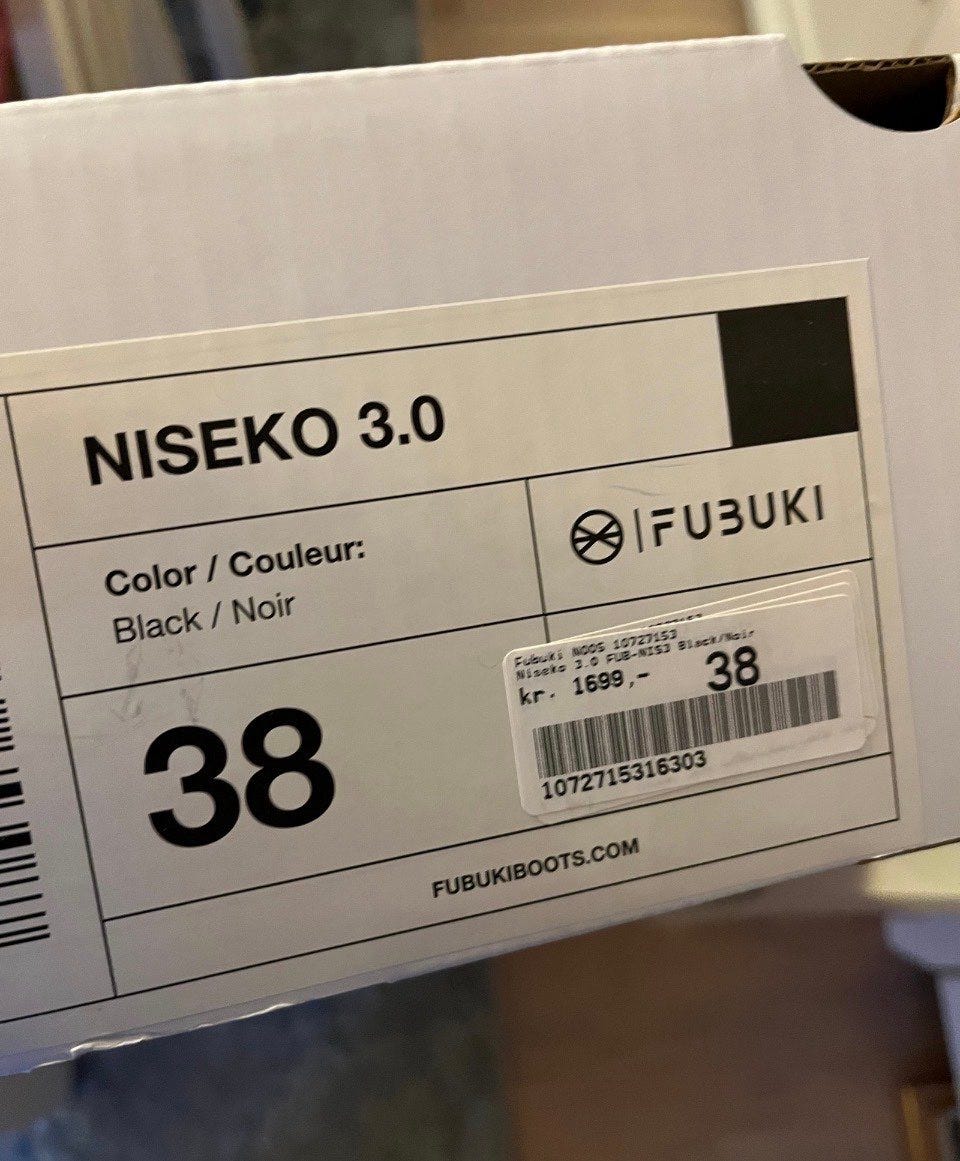 NISEKO 3.0
Color / Couleur:
Black / Noir
FUBUKI
38
Fubuki NOOS 10727153
Niseko 3.0 FUB-NIS3 Black/Noir
kr. 1699,-
38
1072715316303
FUBUKIBOOTS.COM